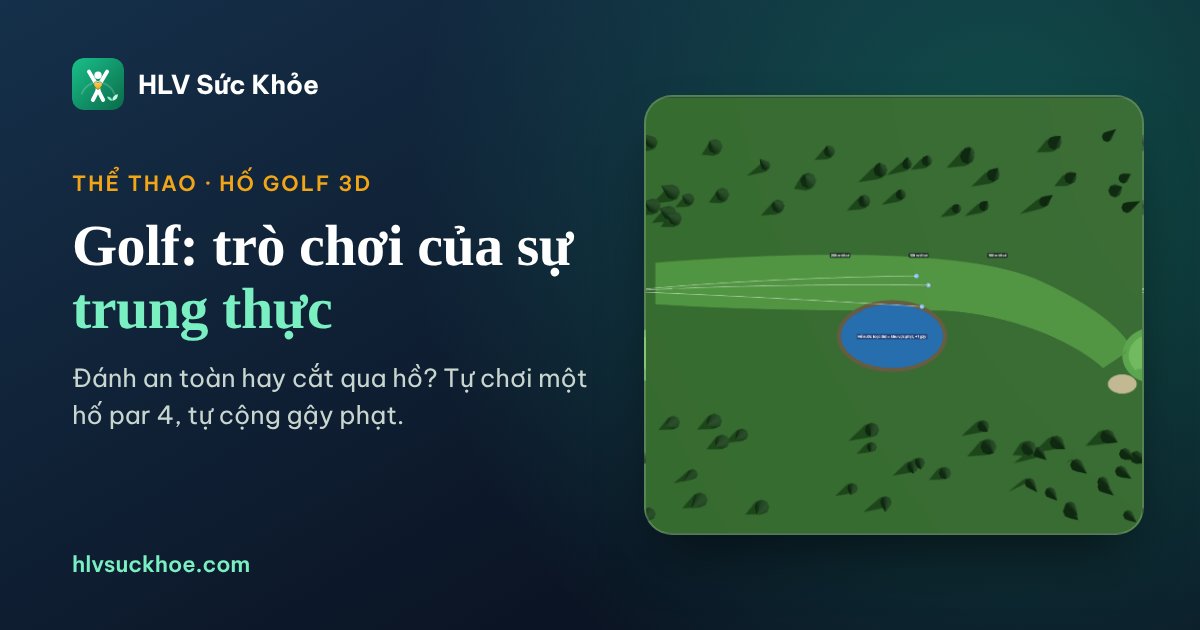 HLV Sức Khỏe
THỂ THAO · HỐ GOLF 3D
Golf: trò chơi của sự
trung thực
Đánh an toàn hay cắt qua hồ? Tự chơi một
hố par 4, tự cộng gậy phạt.
hlvsuckhoe.com